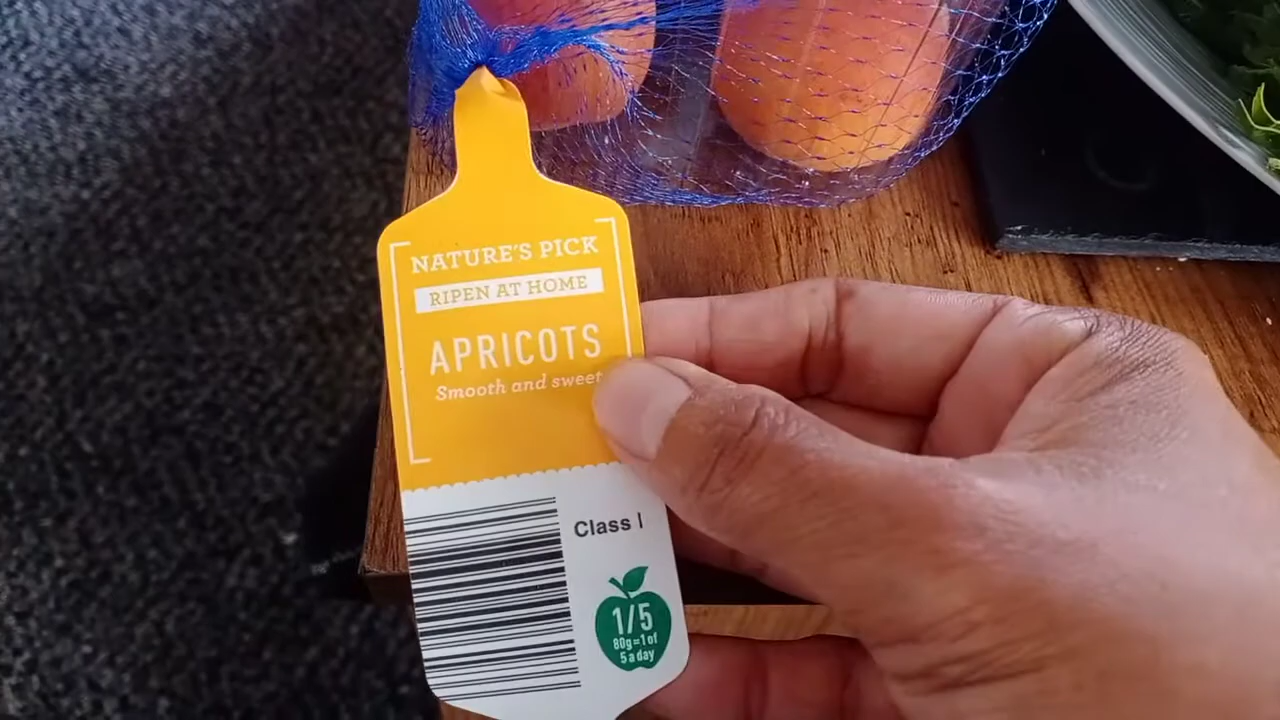 NATURE'S PICK
RIPEN AT HOME
APRICOTS
Smooth and sweet
Class I
1/5
80g=1 of
5 a day